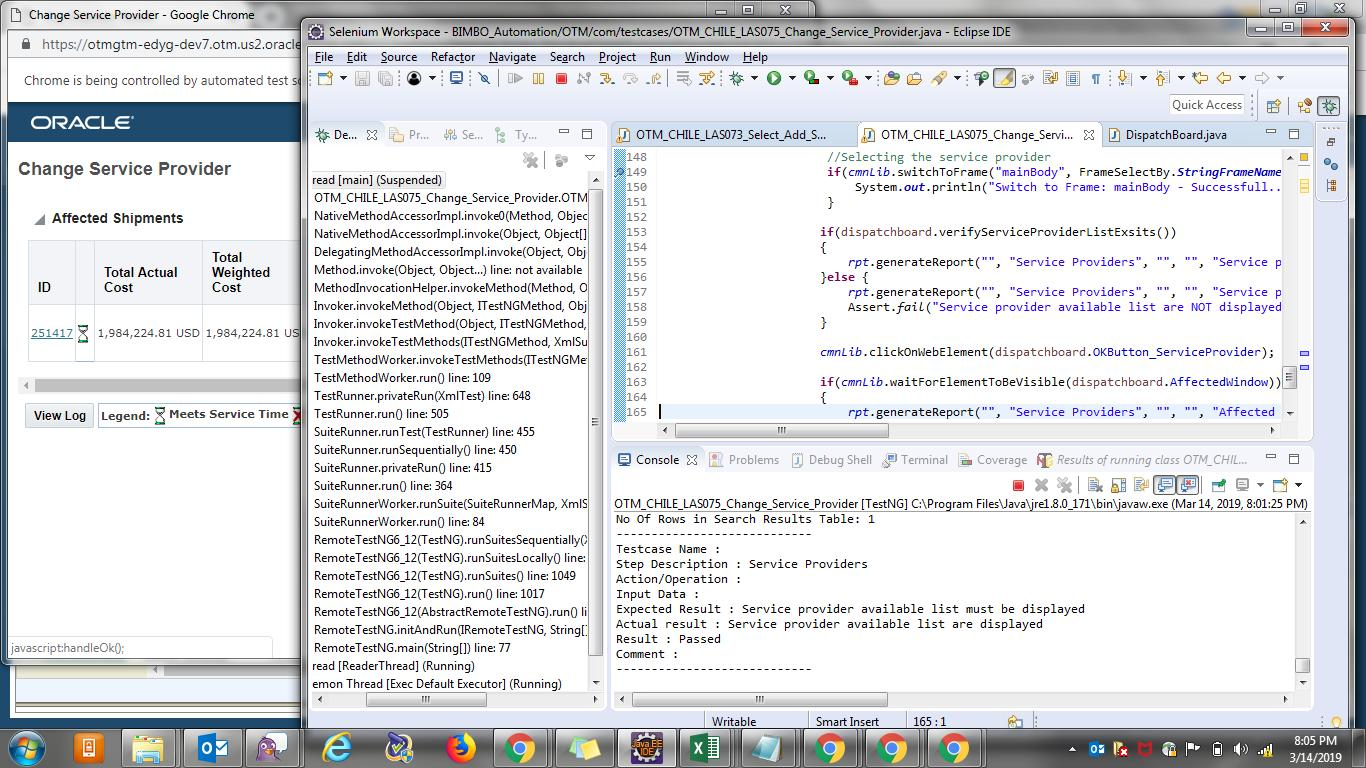 Change Service Provider - Google Chrome
https://otmgtm-edyg-dev7.otm.us2.oracle
Chrome is being controlled by automated test so
ORACLE
Change Service Provider
Affected Shipments
ID
Total Actual Cost
Total Weighted Cost
251417
1,984,224.81 USD
1,984,224.81 USD
View Log
Legend:
Meets Service Time
javascript:handleOk();
Selenium Workspace - BIMBO_Automation/OTM/com/testcases/OTM_CHILE_LAS075_Change_Service_Provider.java - Eclipse IDE
File Edit Source Refactor Navigate Search Project Run Window Help
Quick Access
De... Pr... Se... Ty...
read [main] (Suspended)
OTM_CHILE_LAS075_Change_Service_Provider.OTM
NativeMethodAccessorImpl.invoke0(Method, Objec
NativeMethodAccessorImpl.invoke(Object, Object[]
DelegatingMethodAccessorImpl.invoke(Object, Obj
Method.invoke(Object, Object...) line: not available
MethodInvocationHelper.invokeMethod(Method, O
Invoker.invokeMethod(Object, ITestNGMethod, Obj
Invoker.invokeTestMethod(Object, ITestNGMethod,
Invoker.invokeTestMethods(ITestNGMethod, XmlSu
TestMethodWorker.invokeTestMethods(ITestNGMe
TestMethodWorker.run() line: 109
TestRunner.privateRun(XmlTest) line: 648
TestRunner.run() line: 505
SuiteRunner.runTest(TestRunner) line: 455
SuiteRunner.runSequentially() line: 450
SuiteRunner.privateRun() line: 415
SuiteRunner.run() line: 364
SuiteRunnerWorker.runSuite(SuiteRunnerMap, XmlS
SuiteRunnerWorker.run() line: 84
RemoteTestNG6_12(TestNG).runSuitesSequentially(X
RemoteTestNG6_12(TestNG).runSuitesLocally() line:
RemoteTestNG6_12(TestNG).runSuites() line: 1049
RemoteTestNG6_12(TestNG).run() line: 1017
RemoteTestNG6_12(AbstractRemoteTestNG).run() li
RemoteTestNG.initAndRun(IRemoteTestNG, String[]
RemoteTestNG.main(String[]) line: 77
read [ReaderThread] (Running)
emon Thread [Exec Default Executor] (Running)
OTM_CHILE_LAS073_Select_Add_S... OTM_CHILE_LAS075_Change_Servi... DispatchBoard.java
148 //Selecting the service provider
149 if(cmnLib.switchToFrame("mainBody", FrameSelectBy.StringFrameName
150 System.out.println("Switch to Frame: mainBody - Successfull..
151 }
152
153 if(dispatchboard.verifyServiceProviderListExsits())
154 {
155 rpt.generateReport("", "Service Providers", "", "", "Service p
156 }else {
157 rpt.generateReport("", "Service Providers", "", "", "Service p
158 Assert.fail("Service provider available list are NOT displayed
159 }
160
161 cmnLib.clickOnWebElement(dispatchboard.OKButton_ServiceProvider);
162
163 if(cmnLib.waitForElementToBeVisible(dispatchboard.AffectedWindow))
164 {
165 rpt.generateReport("", "Service Providers", "", "", "Affected
Console Problems Debug Shell Terminal Coverage Results of running class OTM_CHIL...
OTM_CHILE_LAS075_Change_Service_Provider [TestNG] C:\Program Files\Java\jre1.8.0_171\bin\javaw.exe (Mar 14, 2019, 8:01:25 PM)
No Of Rows in Search Results Table: 1
----------------------------
Testcase Name :
Step Description : Service Providers
Action/Operation :
Input Data :
Expected Result : Service provider available list must be displayed
Actual result : Service provider available list are displayed
Result : Passed
Comment :
----------------------------
Writable Smart Insert 165 : 1
Java EE IDE
8:05 PM
3/14/2019